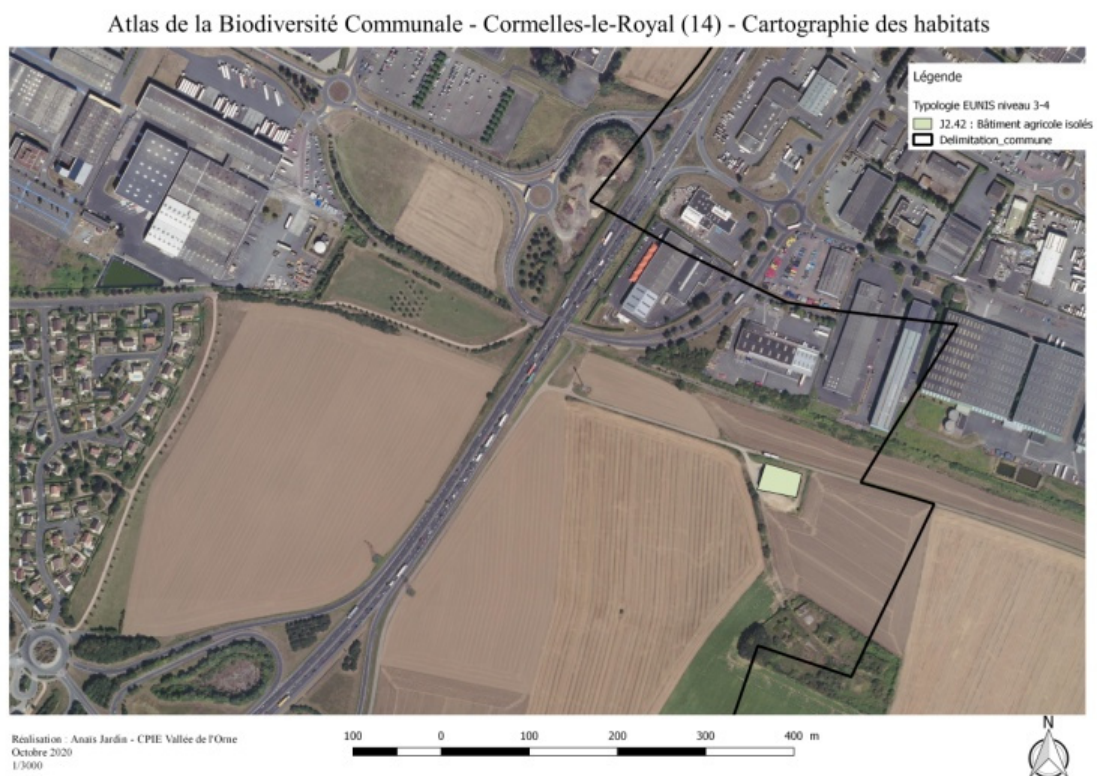 Atlas de la Biodiversité Communale - Cormelles-le-Royal (14) - Cartographie des habitats
Légende
Typologie EUNIS niveau 3-4
J2.42 : Bâtiment agricole isolés
Delimitation_commune
Réalisation : Anaïs Jardin - CPIE Vallée de l'Orne
Octobre 2020
1/3000
100 0 100 200 300 400 m
N